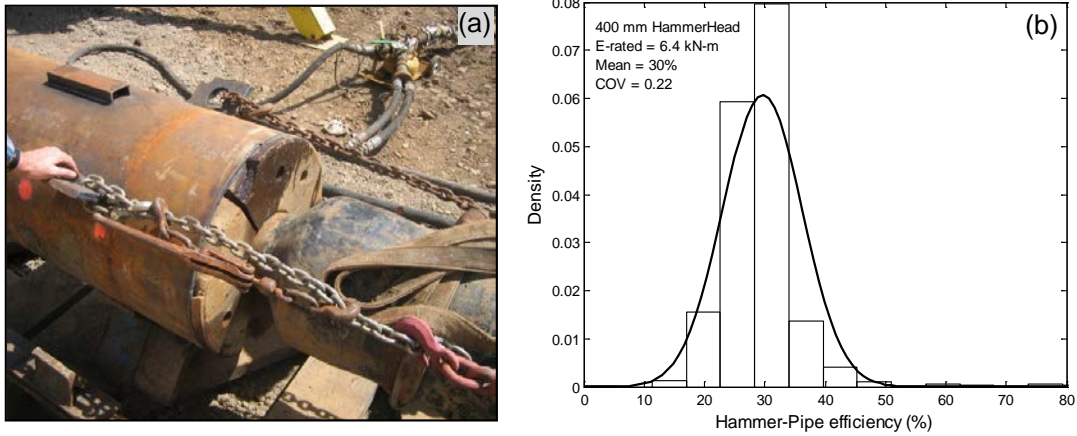 (a)
(b)
400 mm HammerHead
E-rated = 6.4 kN-m
Mean = 30%
COV = 0.22
Density
0.08
0.07
0.06
0.05
0.04
0.03
0.02
0.01
0
0 10 20 30 40 50 60 70 80
Hammer-Pipe efficiency (%)